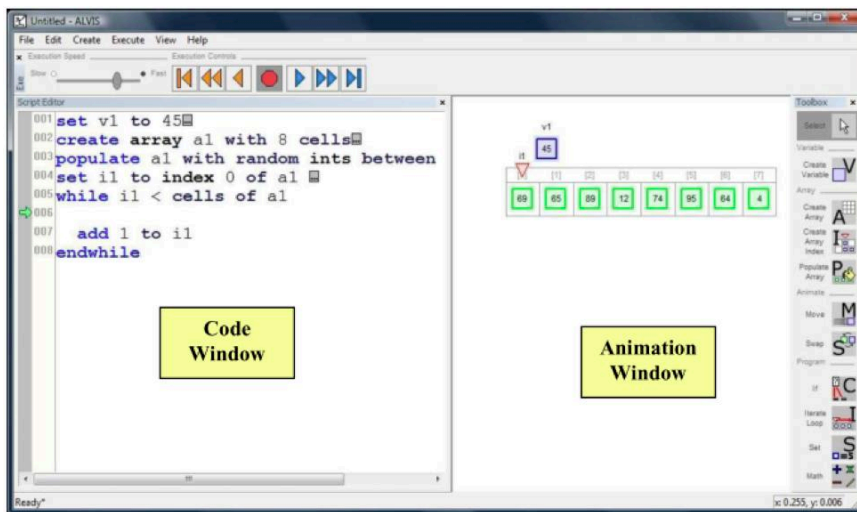 Untitled - ALVIS
File Edit Create Execute View Help
Execution Speed Execution Controls
Exe
Slow Fast
Script Editor
001 set v1 to 45
002 create array a1 with 8 cells
003 populate a1 with random ints between
004 set i1 to index 0 of a1
005 while i1 < cells of a1
006
007 add 1 to i1
008 endwhile
Code
Window
v1
45
i1
[1] [2] [3] [4] [5] [6] [7]
69 65 89 12 74 95 64 4
Animation
Window
Toolbox
Select
Variable
Create
Variable
V
Array
Create
Array
A
Create
Array
Index
I
Populate
Array
P
Animate
Move
M
Swap
S
Program
If
C
Iterate
Loop
I
Set
S
Math
Ready*
x: 0.255, y: 0.006